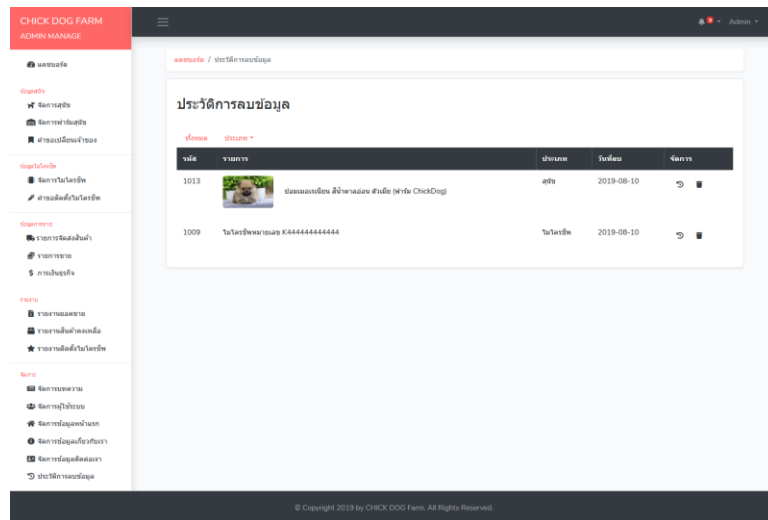 CHICK DOG FARM
ADMIN MANAGE
3
Admin
แดชบอร์ด
ข้อมูลสุนัข
จัดการสุนัข
จัดการฟาร์มสุนัข
คำขอเปลี่ยนเจ้าของ
ข้อมูลไมโครชิพ
จัดการไมโครชิพ
คำขอติดตั้งไมโครชิพ
ข้อมูลการขาย
รายการจัดส่งสินค้า
รายการขาย
การเงินธุรกิจ
รายงาน
รายงานยอดขาย
รายงานสินค้าคงเหลือ
รายงานติดตั้งไมโครชิพ
จัดการ
จัดการบทความ
จัดการผู้ใช้ระบบ
จัดการข้อมูลหน้าแรก
จัดการข้อมูลเกี่ยวกับเรา
จัดการข้อมูลติดต่อเรา
ประวัติการลบข้อมูล
แดชบอร์ด / ประวัติการลบข้อมูล
ประวัติการลบข้อมูล
ทั้งหมด ประเภท
รหัส รายการ ประเภท วันที่ลบ จัดการ
1013 ปอมเมอเรเนียน สีน้ำตาลอ่อน ตัวเมีย (ฟาร์ม ChickDog) สุนัข 2019-08-10
1009 ไมโครชิพหมายเลข K444444444444 ไมโครชิพ 2019-08-10
© Copyright 2019 by CHICK DOG Farm. All Rights Reserved.